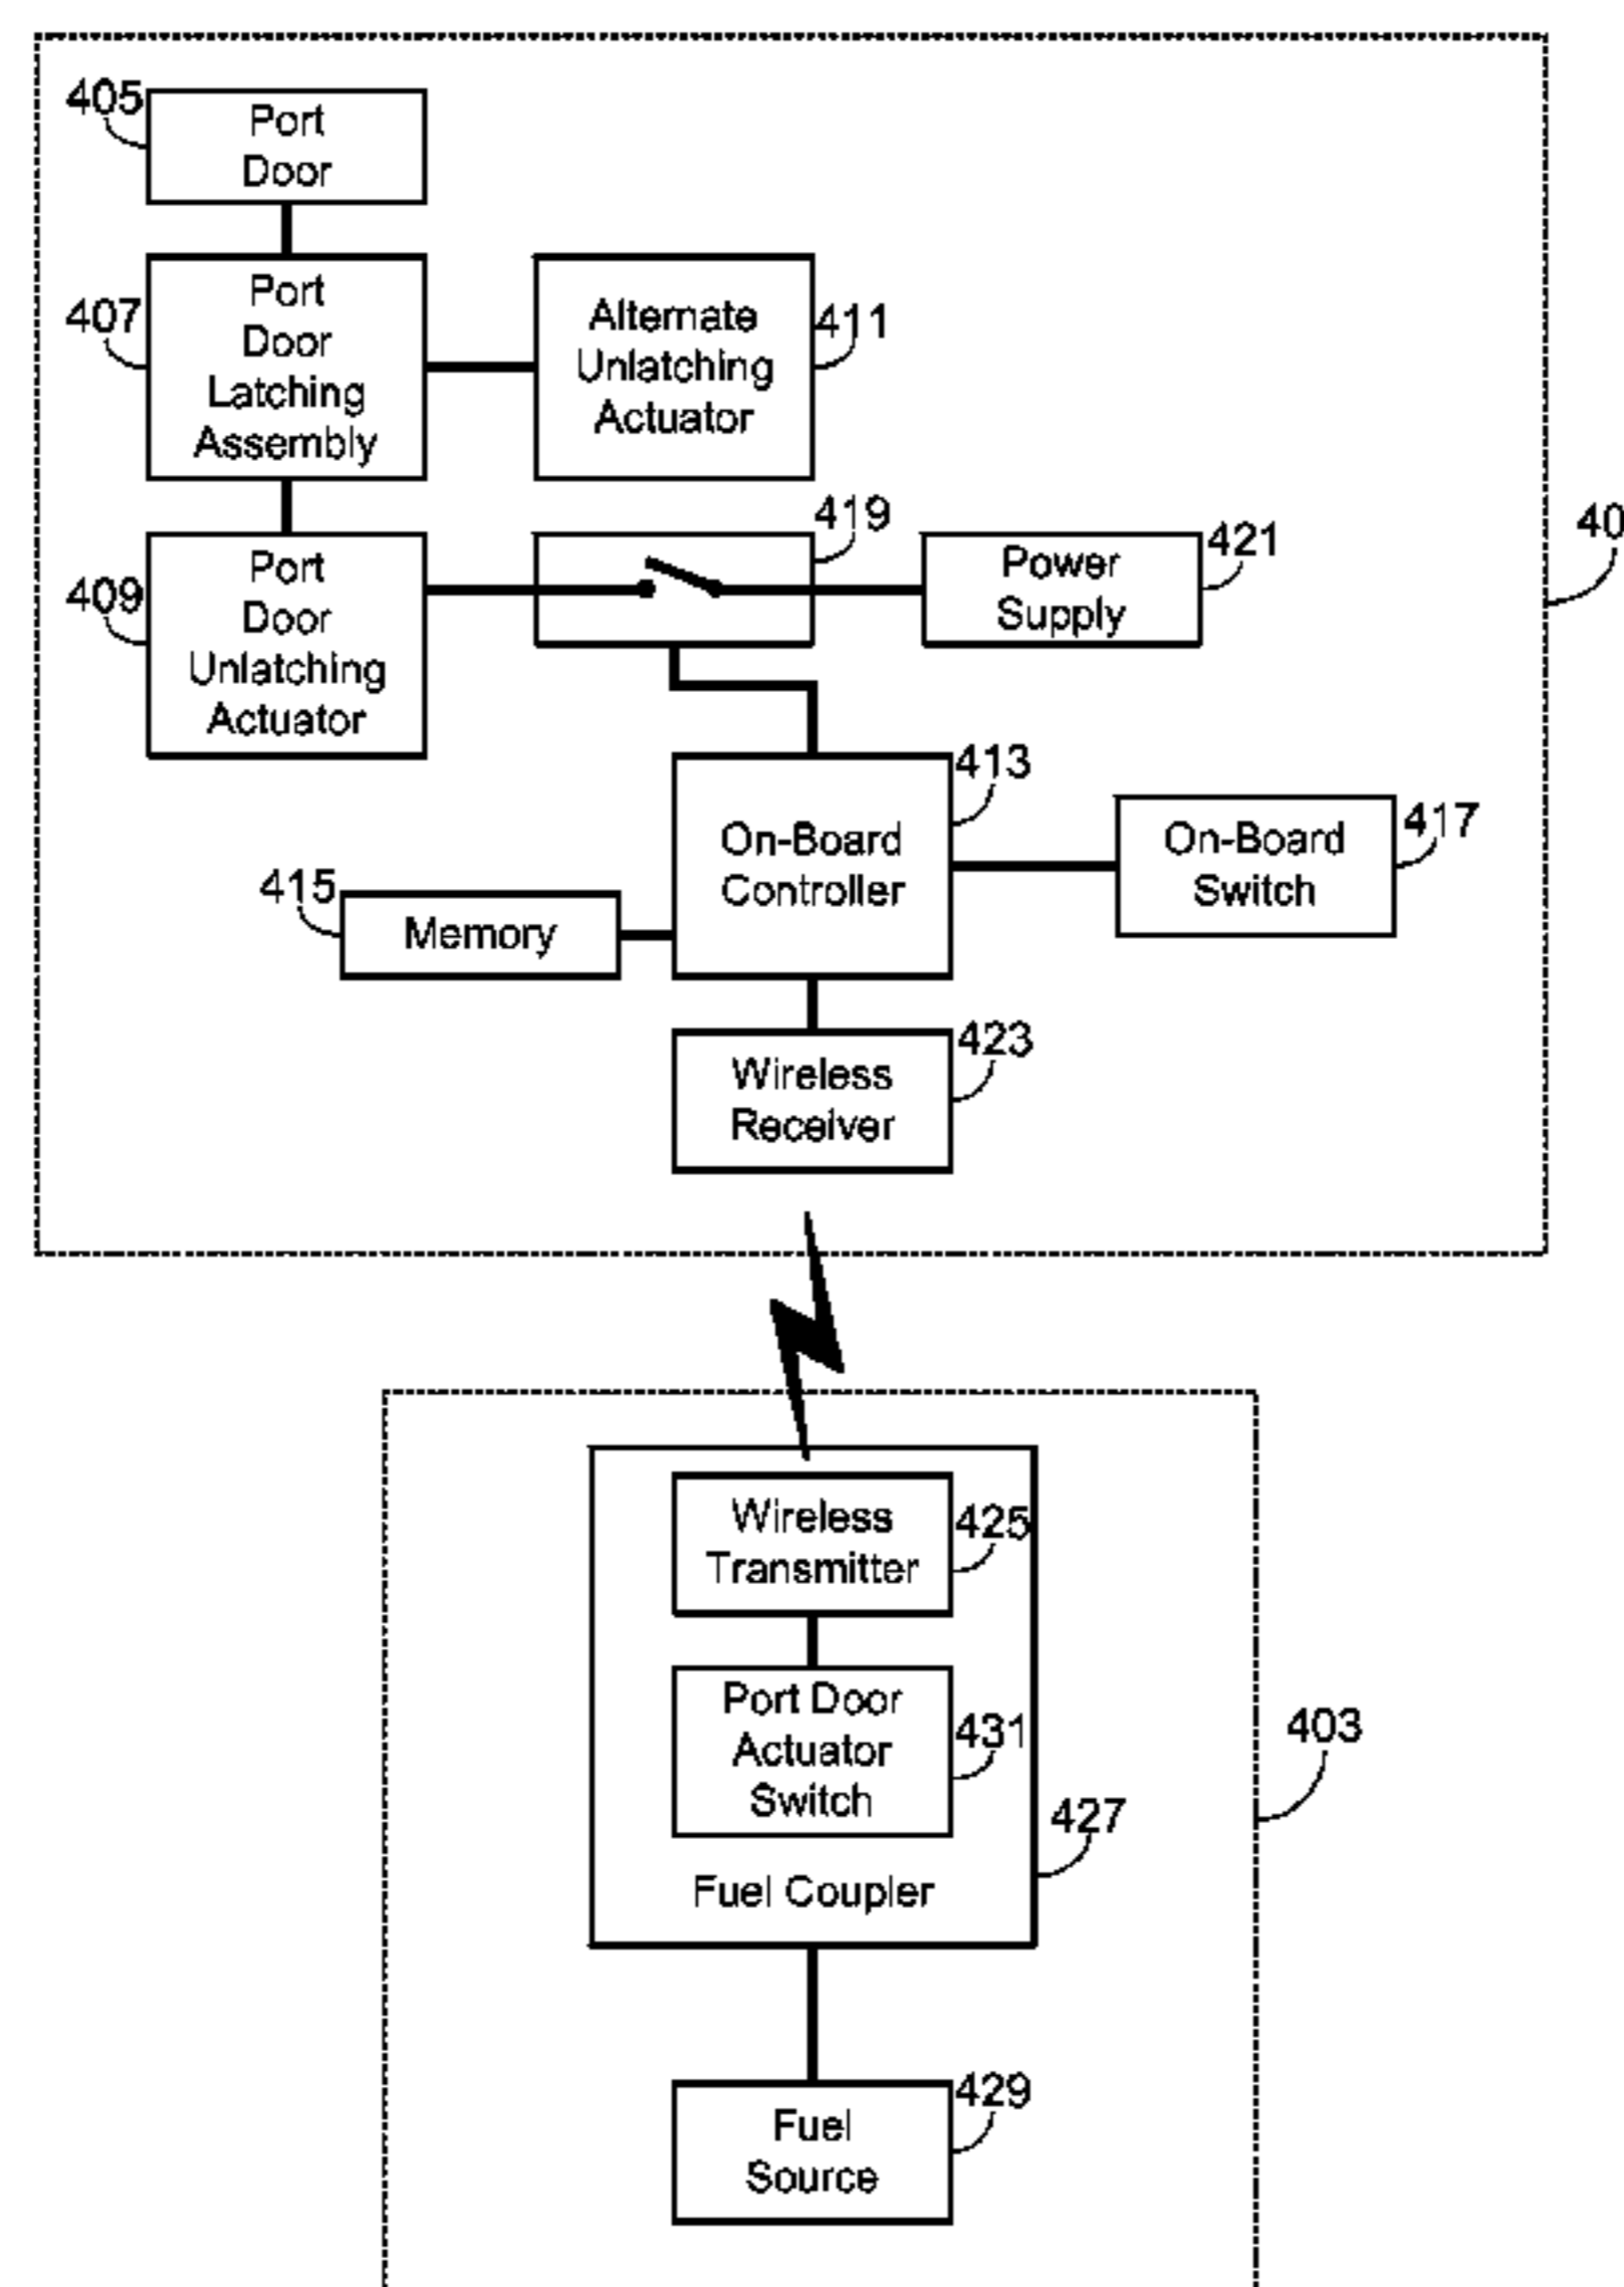 405
Port
Door
407
Port
Door
Latching
Assembly
Alternate
Unlatching
Actuator
411
419
40
409
Port
Door
Unlatching
Actuator
Power
Supply
421
413
On-Board
Controller
On-Board
Switch
417
415
Memory
423
Wireless
Receiver
Wireless
Transmitter
425
Port Door
Actuator
Switch
431
403
427
Fuel Coupler
429
Fuel
Source